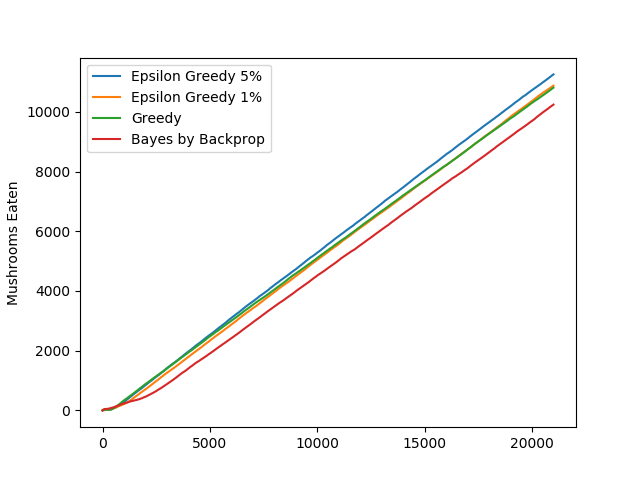 Epsilon Greedy 5%
Epsilon Greedy 1%
Greedy
Bayes by Backprop
Mushrooms Eaten
10000
8000
6000
4000
2000
0
0 5000 10000 15000 20000